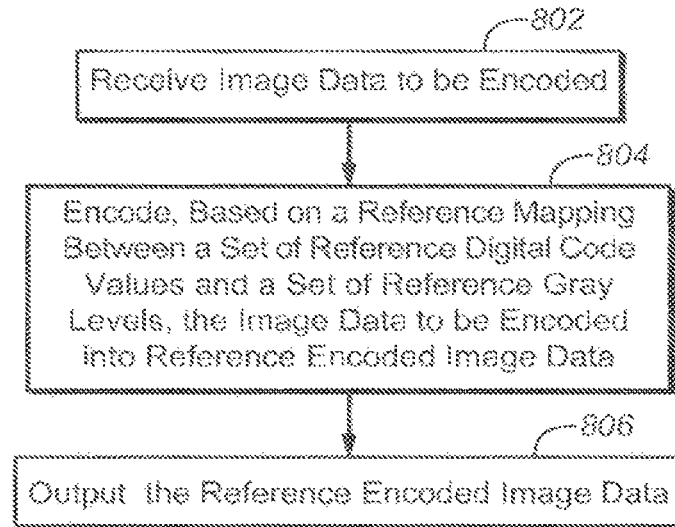 802
Receive Image Data to be Encoded
804
Encode, Based on a Reference Mapping
Between a Set of Reference Digital Code
Values and a Set of Reference Gray
Levels, the Image Data to be Encoded
into Reference Encoded Image Data
806
Output the Reference Encoded Image Data